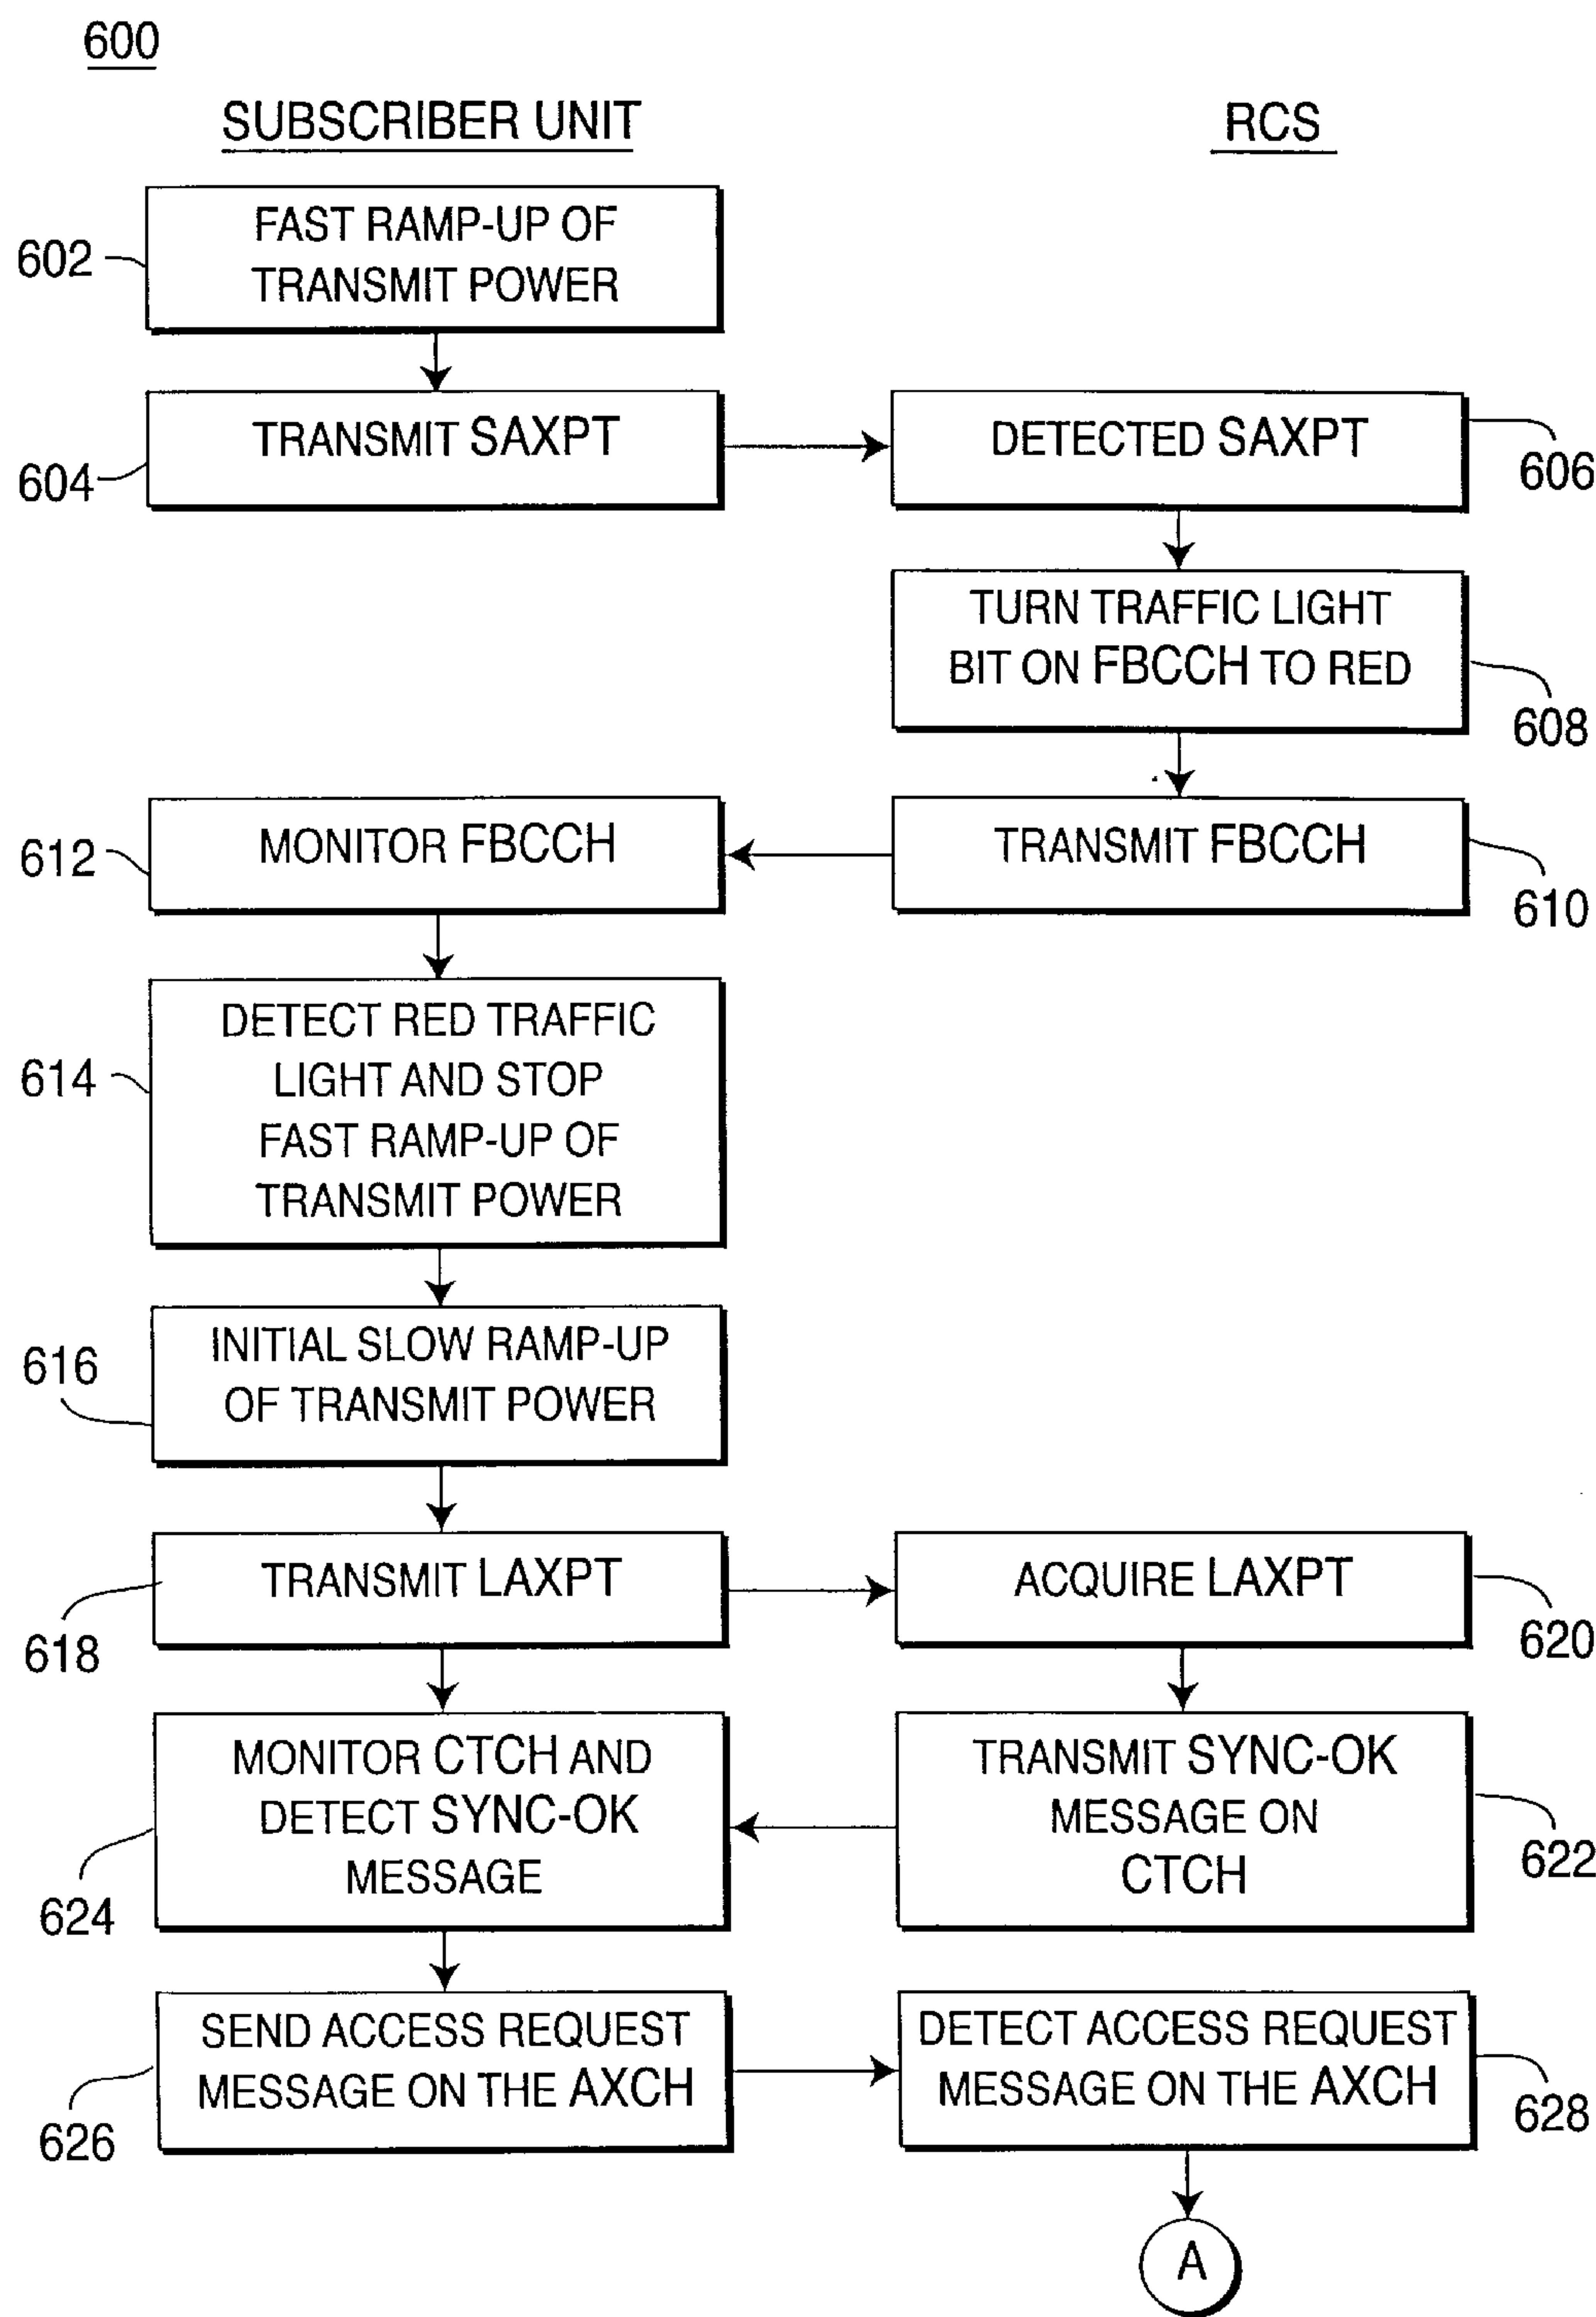 600
SUBSCRIBER UNIT
RCS
602
FAST RAMP-UP OF
TRANSMIT POWER
604
TRANSMIT SAXPT
DETECTED SAXPT
606
TURN TRAFFIC LIGHT
BIT ON FBCCH TO RED
608
612
MONITOR FBCCH
TRANSMIT FBCCH
610
614
DETECT RED TRAFFIC
LIGHT AND STOP
FAST RAMP-UP OF
TRANSMIT POWER
616
INITIAL SLOW RAMP-UP
OF TRANSMIT POWER
618
TRANSMIT LAXPT
ACQUIRE LAXPT
620
624
MONITOR CTCH AND
DETECT SYNC-OK
MESSAGE
TRANSMIT SYNC-OK
MESSAGE ON
CTCH
622
626
SEND ACCESS REQUEST
MESSAGE ON THE AXCH
DETECT ACCESS REQUEST
MESSAGE ON THE AXCH
628
A